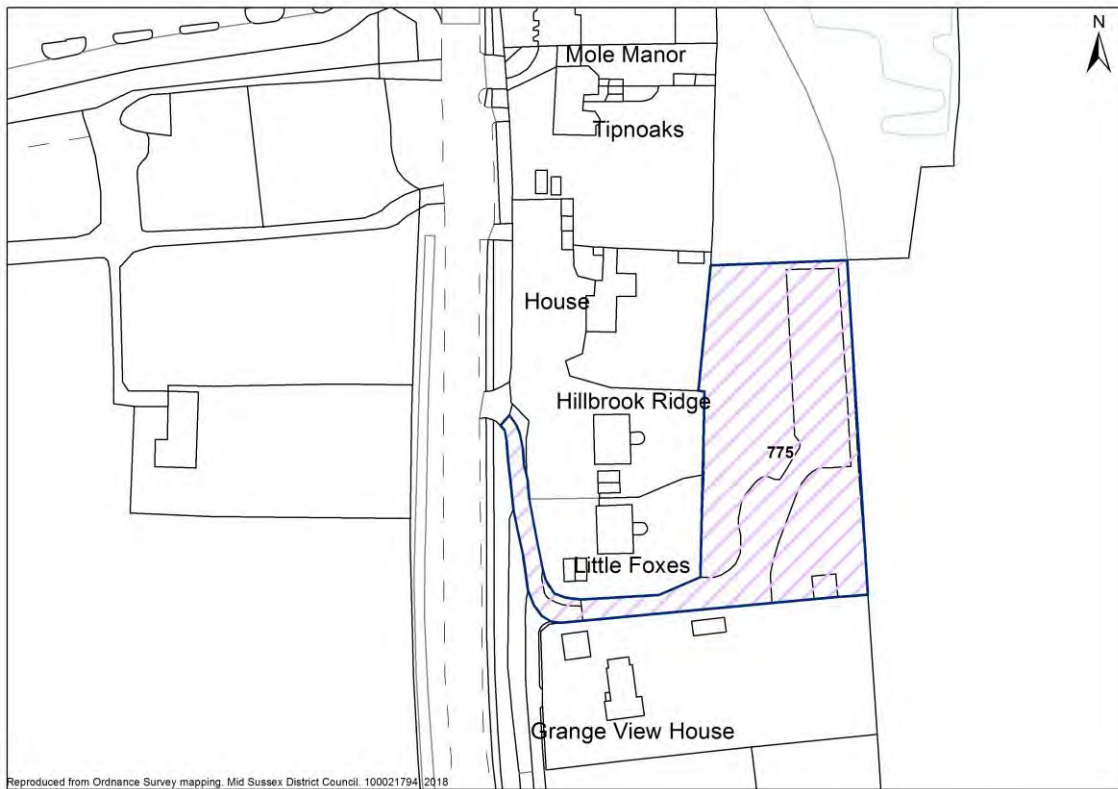 N
Mole Manor
Tipnoaks
House
Hillbrook Ridge
775
Little Foxes
Grange View House
Reproduced from Ordnance Survey mapping. Mid Sussex District Council. 100021794 2018